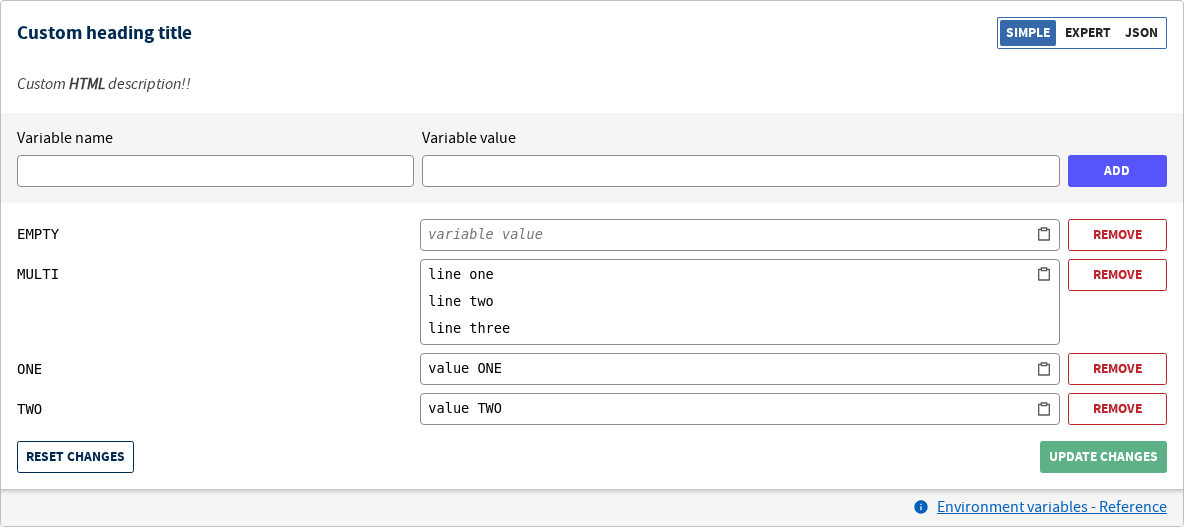 Custom heading title
SIMPLE EXPERT JSON
Custom HTML description!!
Variable name Variable value
ADD
EMPTY variable value REMOVE
MULTI line one REMOVE
line two
line three
ONE value ONE REMOVE
TWO value TWO REMOVE
RESET CHANGES UPDATE CHANGES
Environment variables - Reference